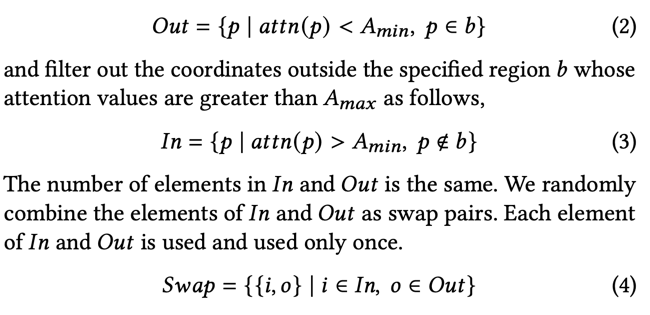 Out = {p | attn(p) < A_min, p ∈ b} (2)
and filter out the coordinates outside the specified region b whose
attention values are greater than A_max as follows,
In = {p | attn(p) > A_min, p ∉ b} (3)
The number of elements in In and Out is the same. We randomly
combine the elements of In and Out as swap pairs. Each element
of In and Out is used and used only once.
Swap = {{i, o} | i ∈ In, o ∈ Out} (4)